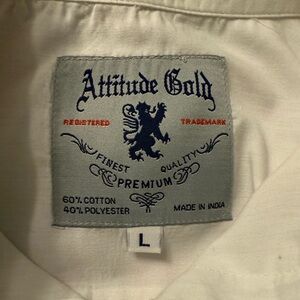 Attitude Gold
REGISTERED TRADEMARK
FINEST QUALITY
PREMIUM
60% COTTON
40% POLYESTER MADE IN INDIA
L